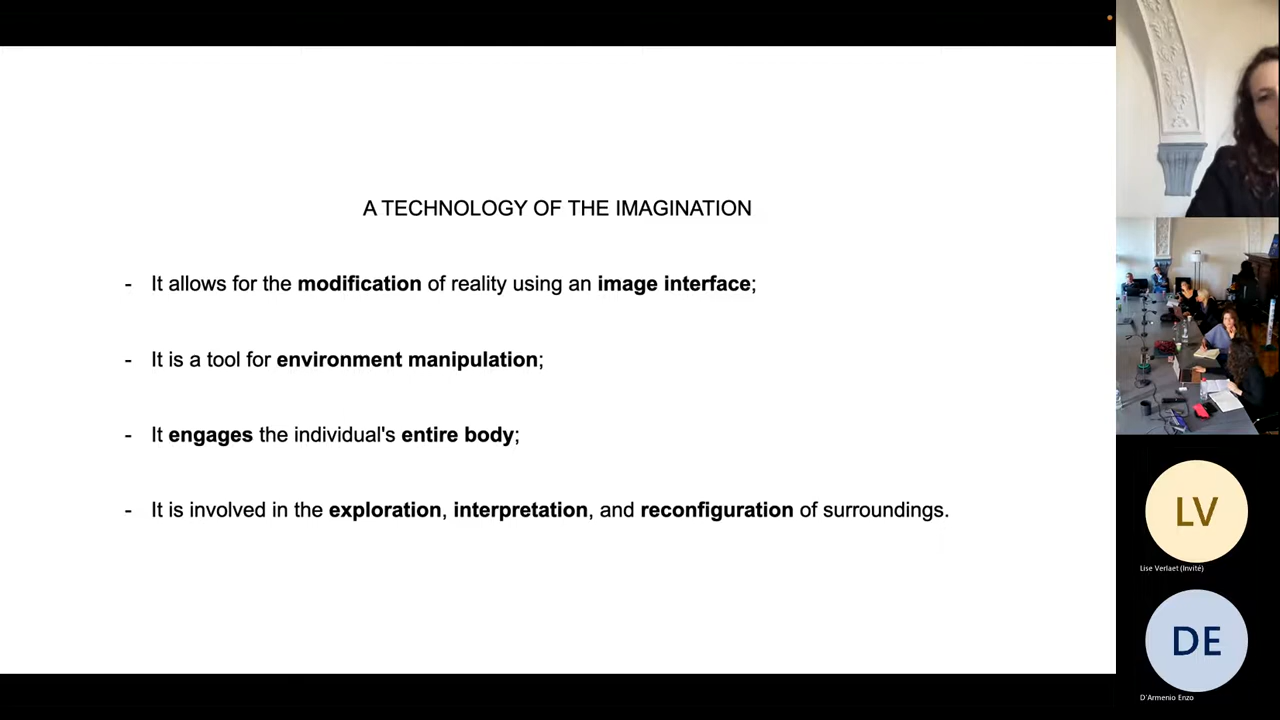 A TECHNOLOGY OF THE IMAGINATION
- It allows for the modification of reality using an image interface;
- It is a tool for environment manipulation;
- It engages the individual's entire body;
- It is involved in the exploration, interpretation, and reconfiguration of surroundings.
LV
Lise Verlaet (Invité)
DE
D'Armenio Enzo